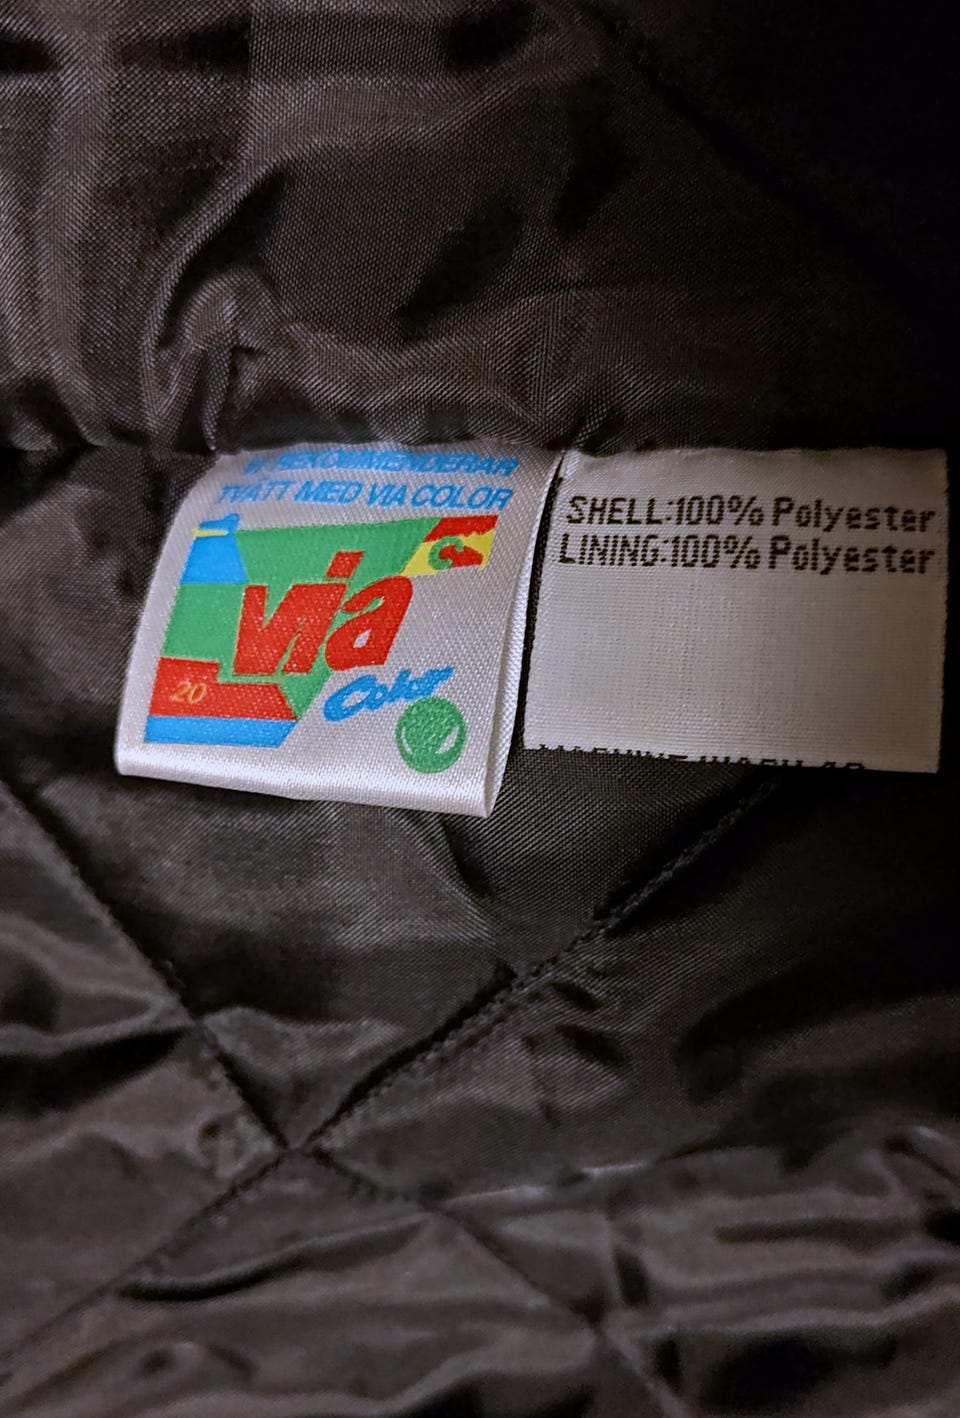 VI REKOMMENDERAR
TVÄTT MED VIA COLOR
via
20
Color
SHELL:100% Polyester
LINING:100% Polyester